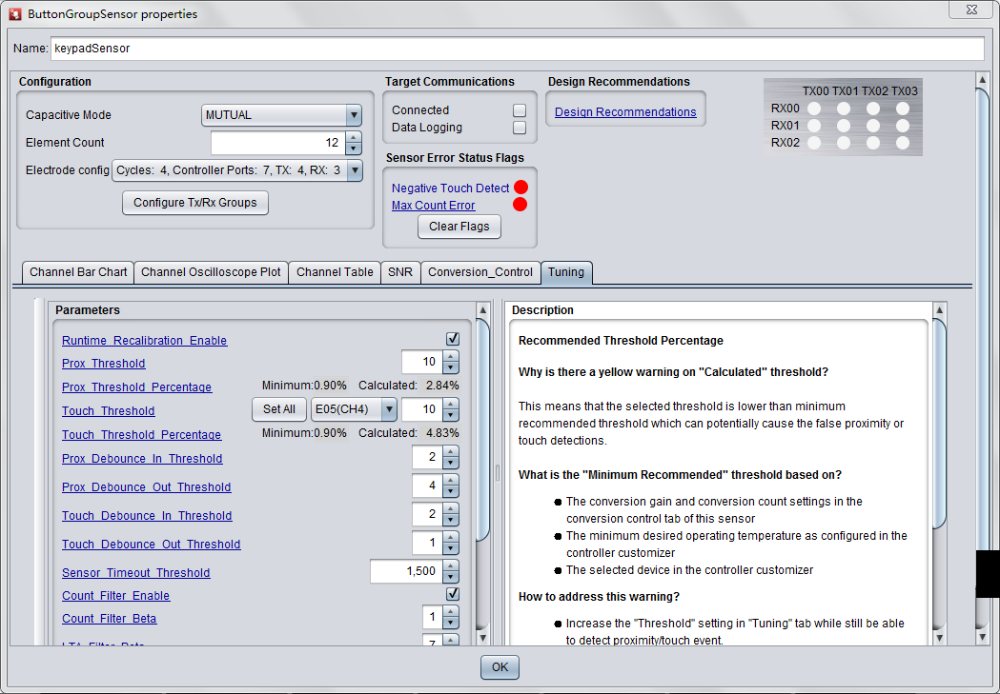 ButtonGroupSensor properties
Name: keypadSensor
Configuration
Capacitive Mode MUTUAL
Element Count 12
Electrode config Cycles: 4, Controller Ports: 7, TX: 4, RX: 3
Configure Tx/Rx Groups
Target Communications
Connected
Data Logging
Sensor Error Status Flags
Negative Touch Detect
Max Count Error
Clear Flags
Design Recommendations
Design Recommendations
TX00 TX01 TX02 TX03
RX00
RX01
RX02
Channel Bar Chart Channel Oscilloscope Plot Channel Table SNR Conversion_Control Tuning
Parameters
Runtime_Recalibration_Enable
Prox_Threshold 10
Prox_Threshold_Percentage Minimum:0.90% Calculated: 2.84%
Touch_Threshold Set All E05(CH4) 10
Touch_Threshold_Percentage Minimum:0.90% Calculated: 4.83%
Prox_Debounce_In_Threshold 2
Prox_Debounce_Out_Threshold 4
Touch_Debounce_In_Threshold 2
Touch_Debounce_Out_Threshold 1
Sensor_Timeout_Threshold 1,500
Count_Filter_Enable
Count_Filter_Beta 1
LTA_Filter_Beta 7
Description
Recommended Threshold Percentage
Why is there a yellow warning on "Calculated" threshold?
This means that the selected threshold is lower than minimum
recommended threshold which can potentially cause the false proximity or
touch detections.
What is the "Minimum Recommended" threshold based on?
● The conversion gain and conversion count settings in the
conversion control tab of this sensor
● The minimum desired operating temperature as configured in the
controller customizer
● The selected device in the controller customizer
How to address this warning?
● Increase the "Threshold" setting in "Tuning" tab while still be able
to detect proximity/touch event.
OK